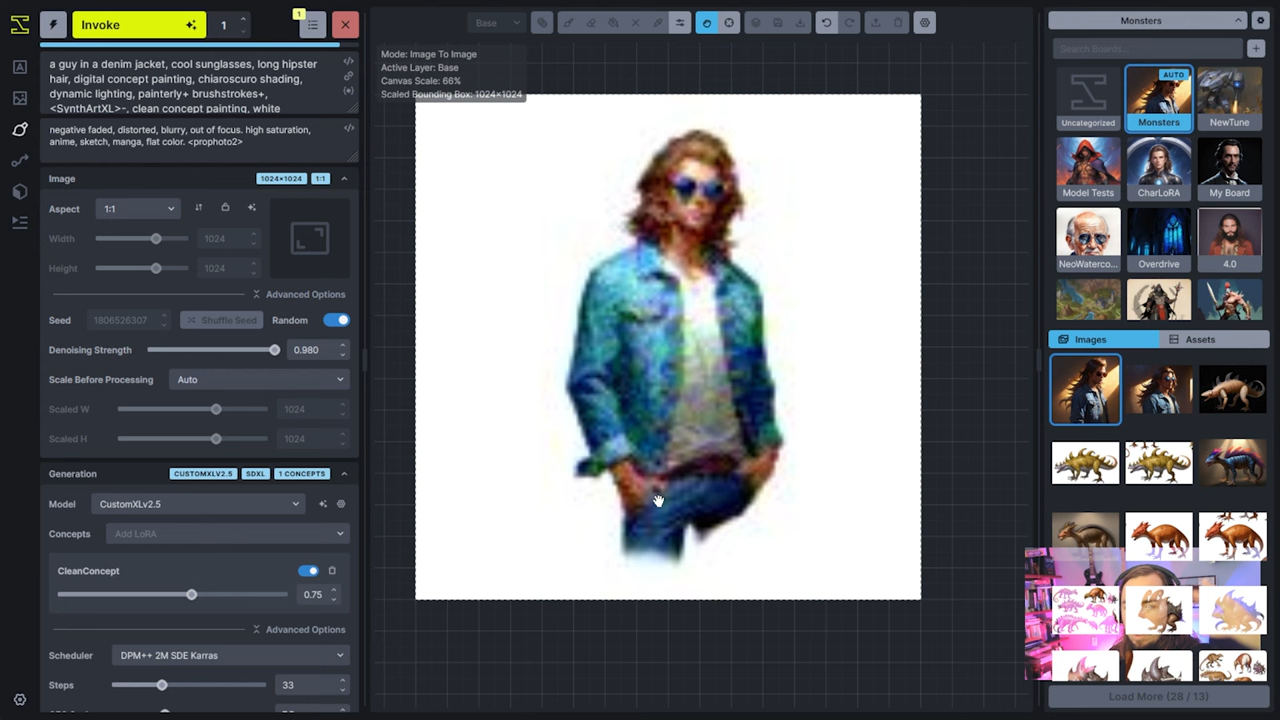 Invoke
1
1
Base
Monsters
a guy in a denim jacket, cool sunglasses, long hipster
hair, digital concept painting, chiaroscuro shading,
dynamic lighting, painterly+ brushstrokes+,
<SynthArtXL>-, clean concept painting, white
negative faded, distorted, blurry, out of focus. high saturation,
anime, sketch, manga, flat color. <prophoto2>
Image
1024×1024
1:1
Aspect
1:1
Width
1024
Height
1024
Advanced Options
Seed
1806526307
Shuffle Seed
Random
Denoising Strength
0.980
Scale Before Processing
Auto
Scaled W
1024
Scaled H
1024
Generation
CUSTOMXLV2.5
SDXL
1 CONCEPTS
Model
CustomXLv2.5
Concepts
Add LoRA
CleanConcept
0.75
Advanced Options
Scheduler
DPM++ 2M SDE Karras
Steps
33
Mode: Image To Image
Active Layer: Base
Canvas Scale: 66%
Scaled Bounding Box: 1024×1024
Search Boards...
AUTO
Uncategorized
Monsters
NewTune
Model Tests
CharLoRA
My Board
NeoWaterco...
Overdrive
4.0
Images
Assets
Load More (28 / 13)